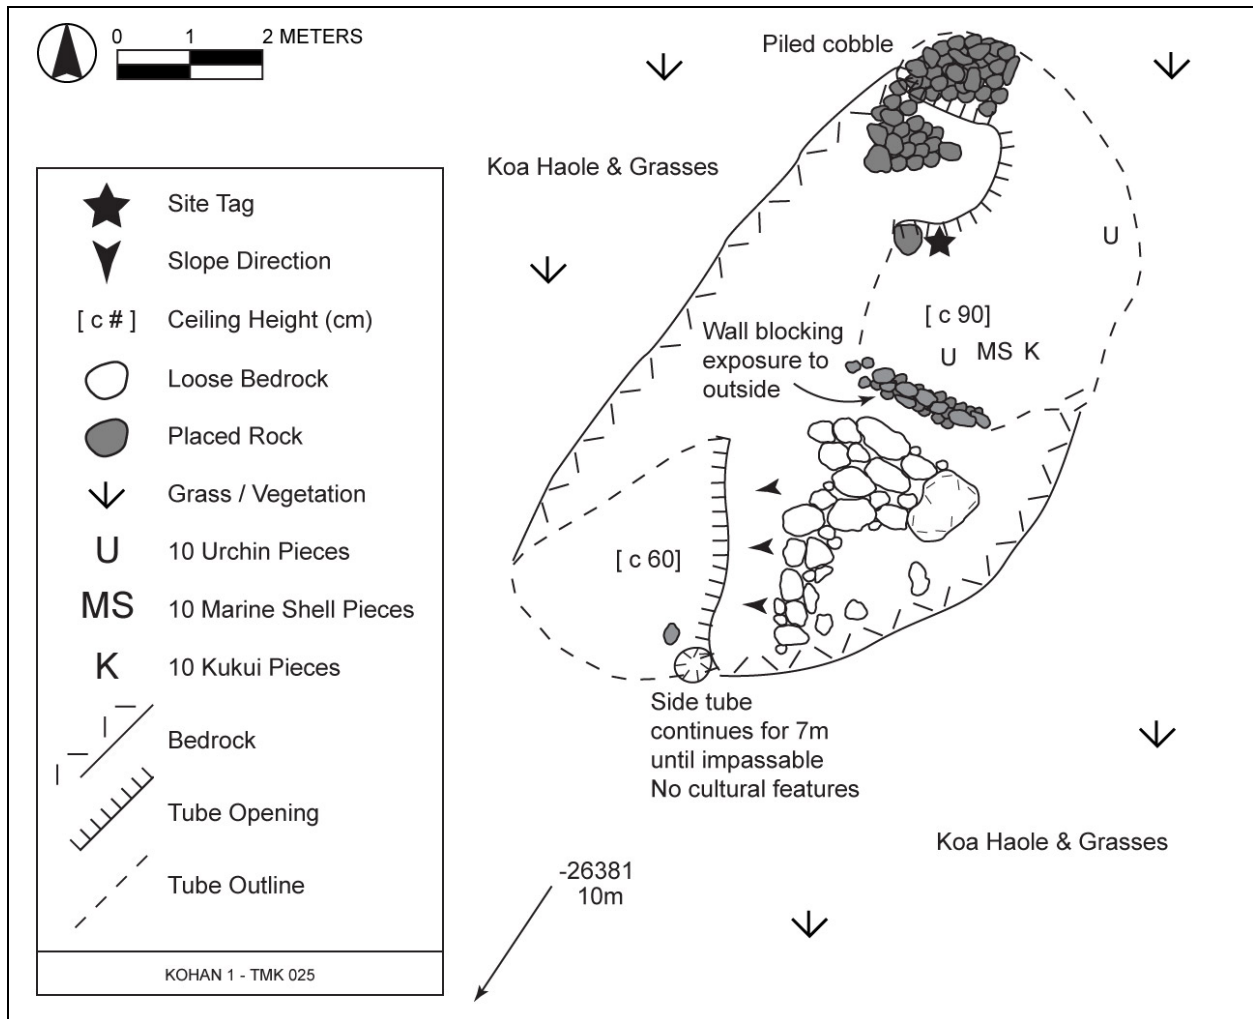 0 1 2 METERS
Site Tag
Slope Direction
[ c # ] Ceiling Height (cm)
Loose Bedrock
Placed Rock
Grass / Vegetation
U 10 Urchin Pieces
MS 10 Marine Shell Pieces
K 10 Kukui Pieces
Bedrock
Tube Opening
Tube Outline
KOHAN 1 - TMK 025
Piled cobble
Koa Haole & Grasses
U
[ c 90]
U MS K
Wall blocking
exposure to
outside
[ c 60]
Side tube
continues for 7m
until impassable
No cultural features
Koa Haole & Grasses
-26381
10m